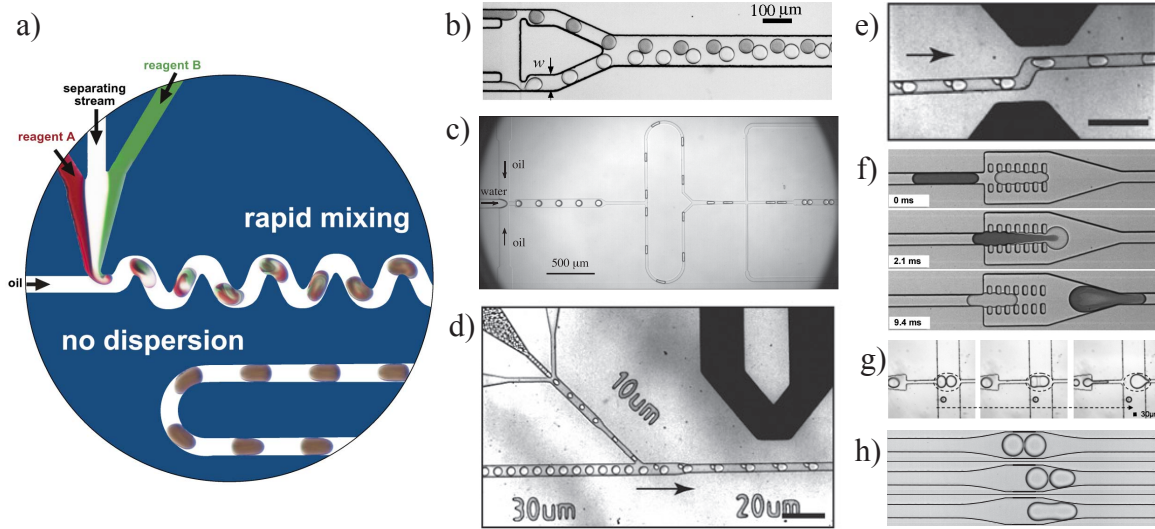 a)
reagent B
separating
stream
reagent A
rapid mixing
oil
no dispersion
b)
100 μm
w
c)
oil
water
oil
500 μm
d)
10um
30um
20um
e)
f)
0 ms
2.1 ms
9.4 ms
g)
30μ
h)